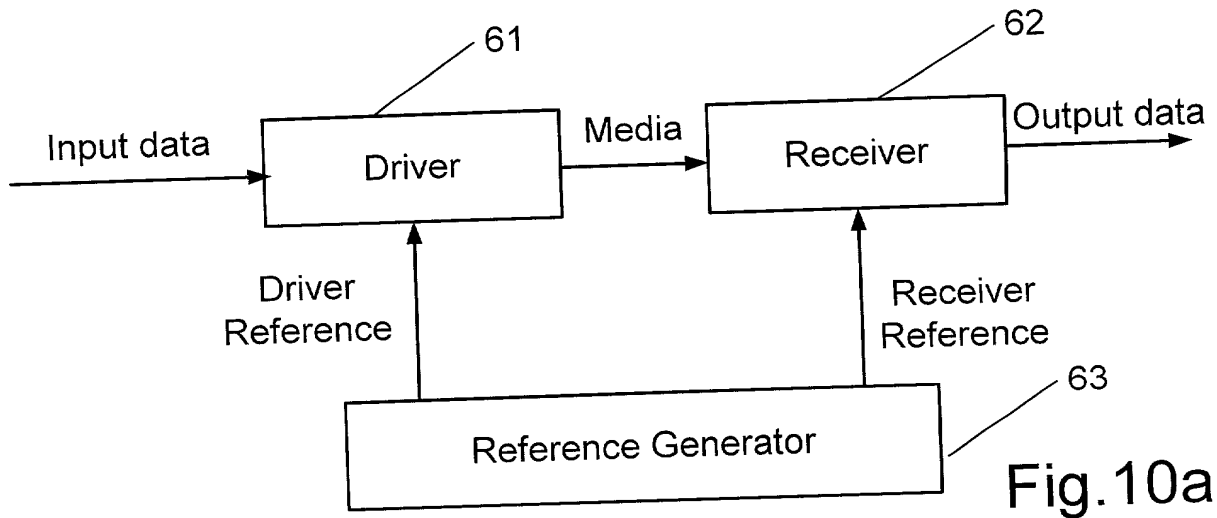 61
62
Input data
Driver
Media
Receiver
Output data
Driver
Reference
Receiver
Reference
63
Reference Generator
Fig.10a